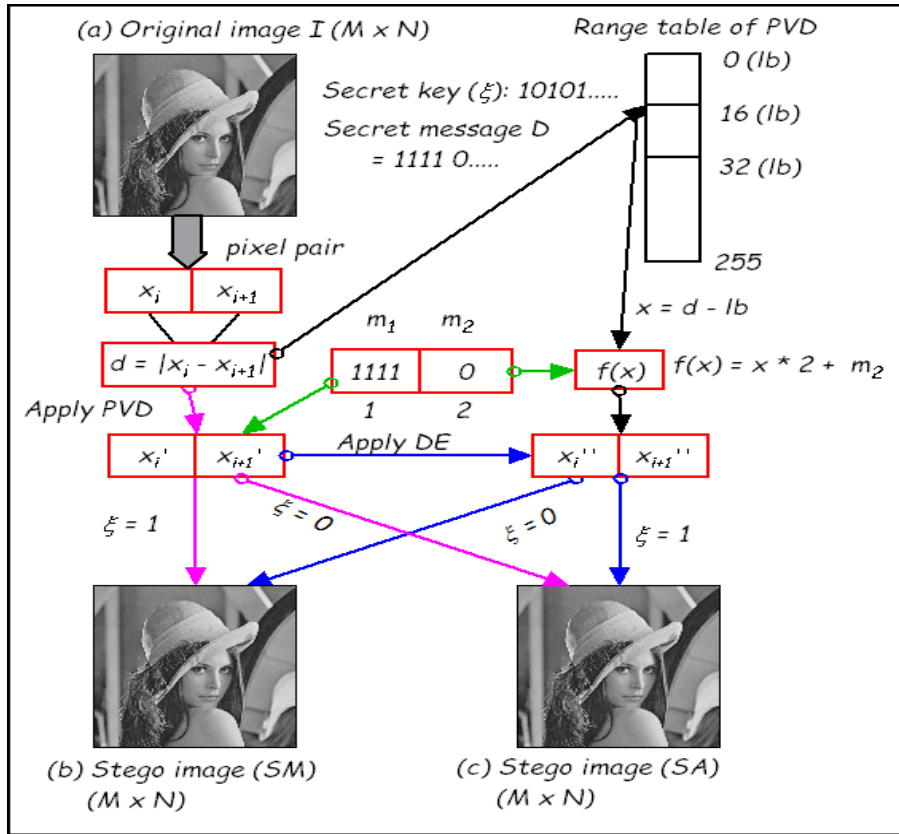 (a) Original image I (M x N)
Range table of PVD
0 (lb)
Secret key (ξ): 10101.....
16 (lb)
Secret message D
= 1111 0.....
32 (lb)
pixel pair
255
xᵢ xᵢ₊₁
x = d - lb
m₁ m₂
d = |xᵢ - xᵢ₊₁|
1111 0
f(x)
f(x) = x * 2 + m₂
1 2
Apply PVD
Apply DE
xᵢ' xᵢ₊₁'
xᵢ'' xᵢ₊₁''
ξ = 1
ξ = 0
ξ = 0
ξ = 1
(b) Stego image (SM)
(M x N)
(c) Stego image (SA)
(M x N)